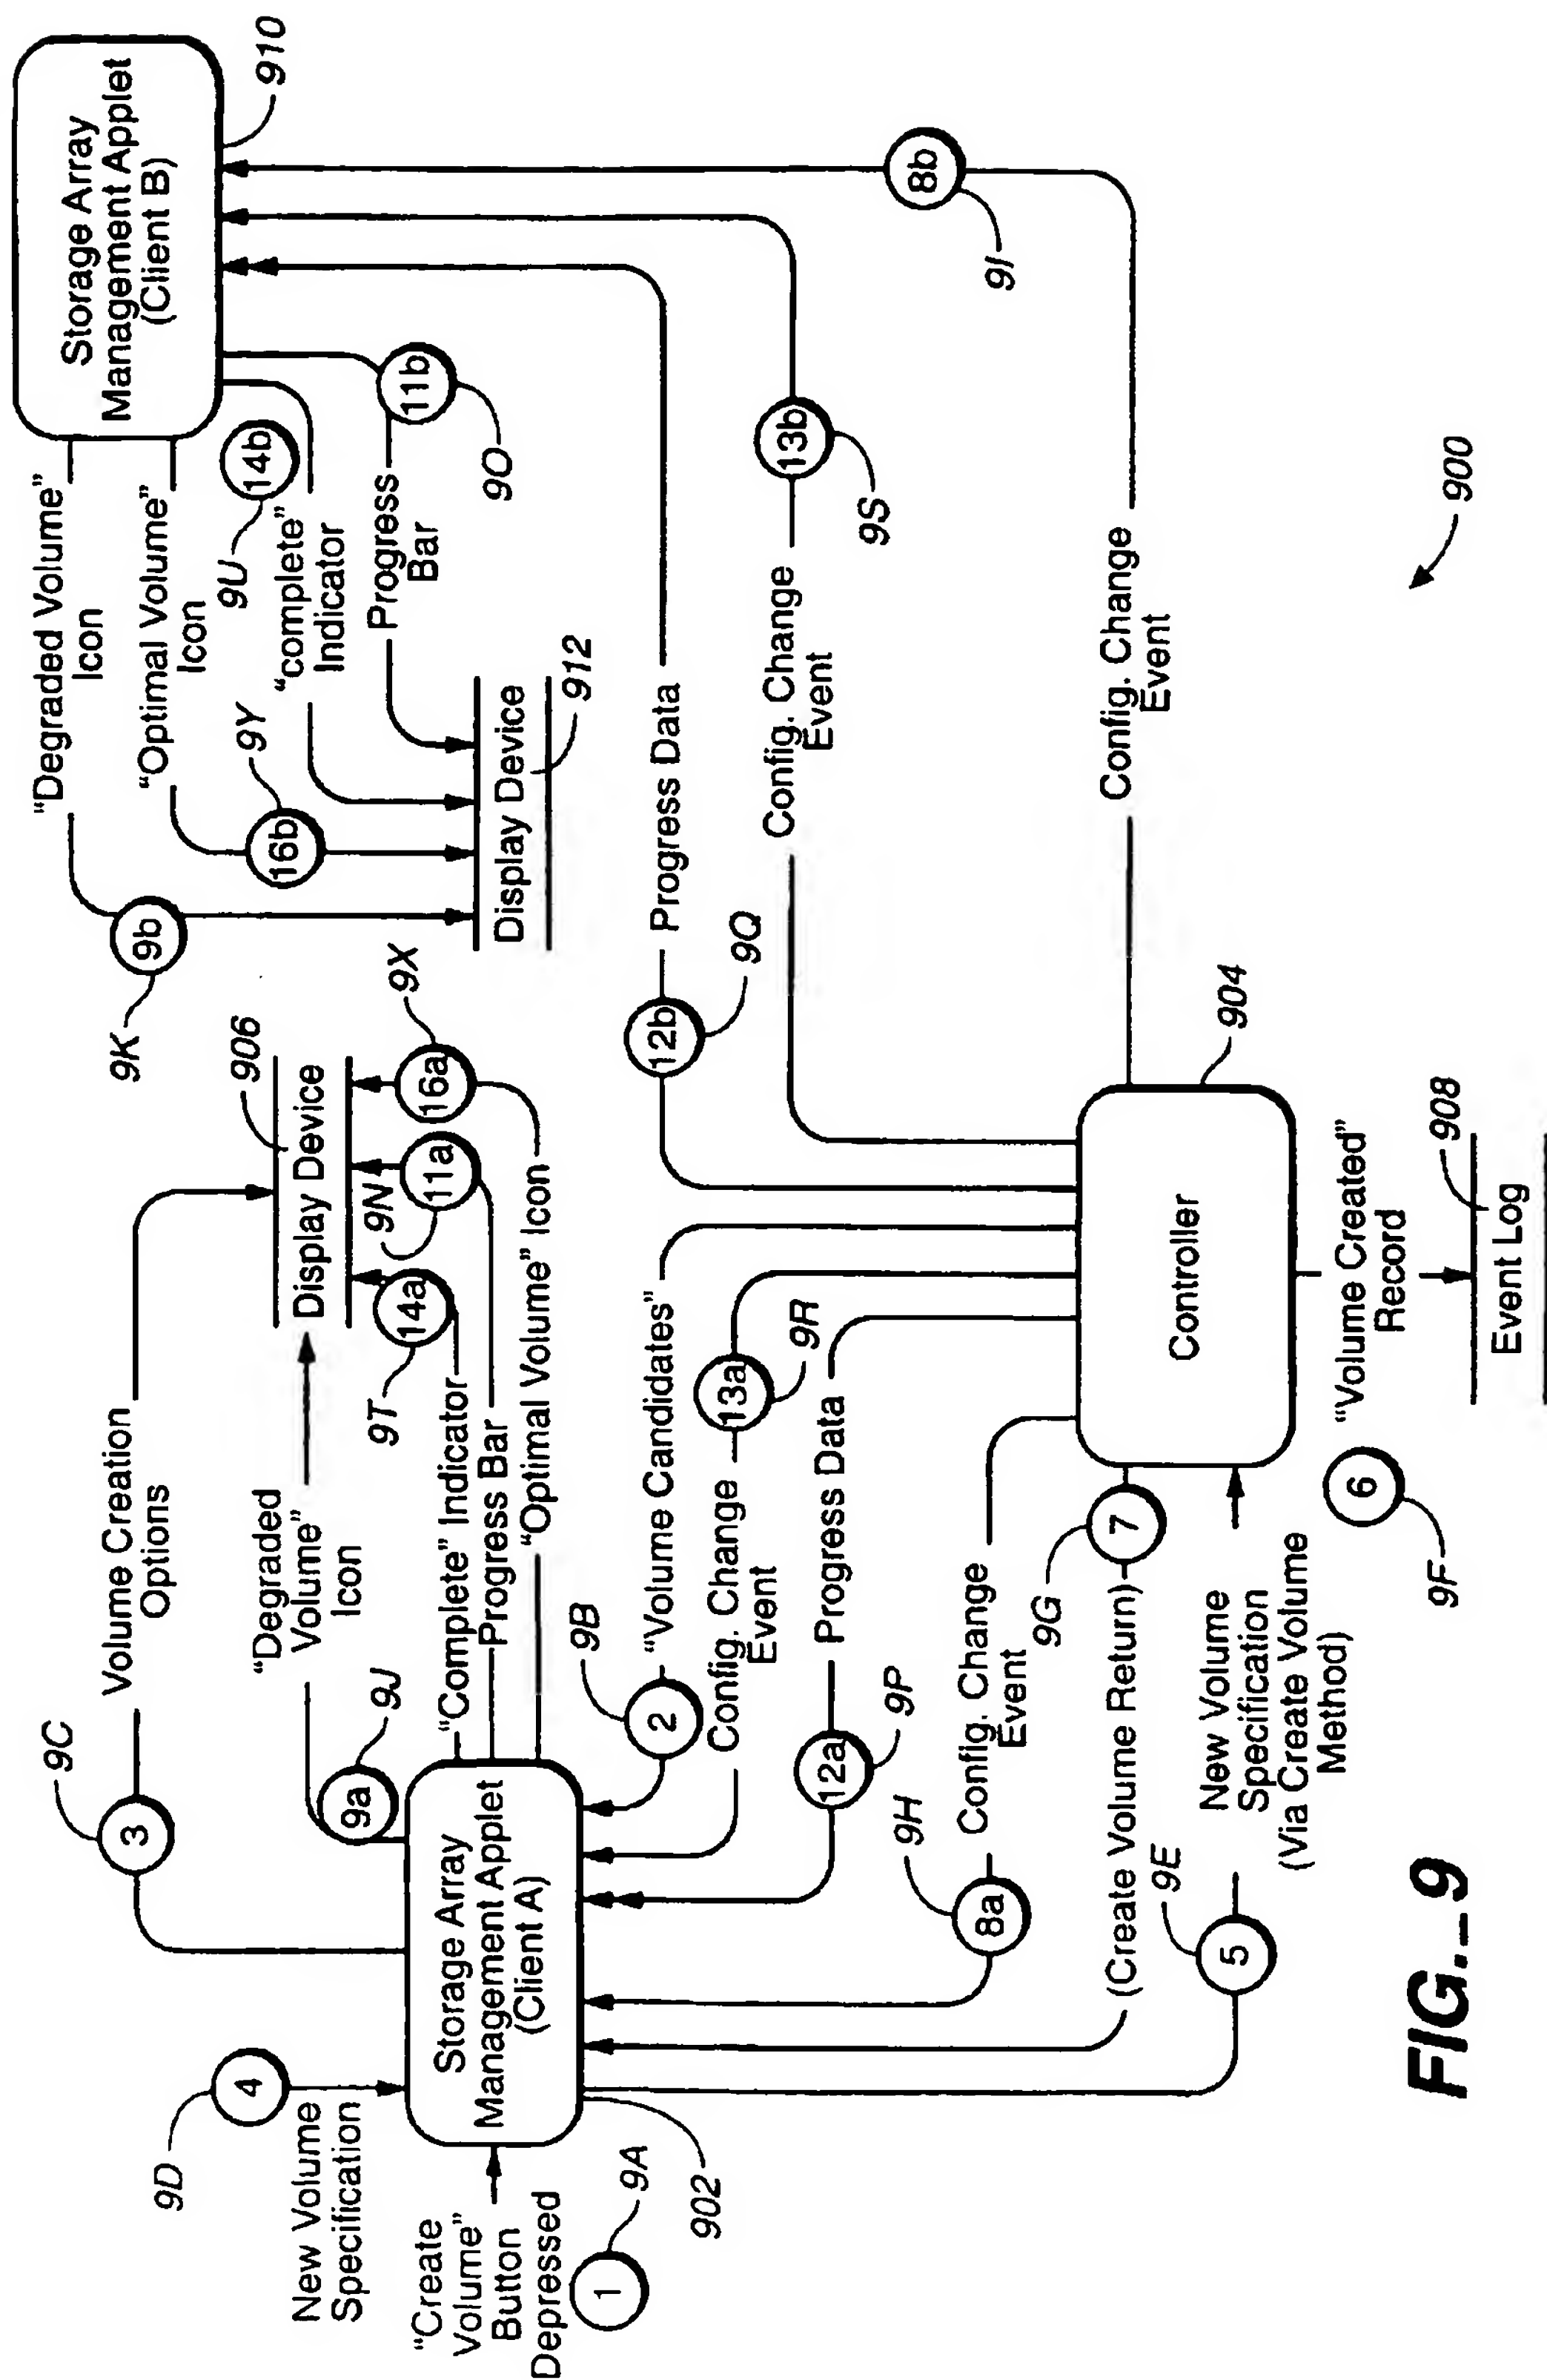 9D
4
New Volume
Specification
"Create
Volume"
Button
Depressed
1
9A
902
9C
3
Volume Creation
Options
Storage Array
Management Applet
(Client A)
9a
9J
"Degraded
Volume"
Icon
"Complete" Indicator
Progress Bar
"Optimal Volume" Icon
9T
14a
9N
11a
16a
9X
Display Device
906
9K
9b
"Degraded Volume"
Icon
"Optimal Volume"
Icon
16b
9Y
9U
14b
"complete"
Indicator
Progress
Bar
11b
9O
Display Device
912
Storage Array
Management Applet
(Client B)
910
9B
2
"Volume Candidates"
Config. Change
Event
13a
9R
12a
9P
Progress Data
9H
8a
Config. Change
Event
9G
7
(Create Volume Return)
9E
5
New Volume
Specification
(Via Create Volume
Method)
12b
9Q
Progress Data
Config. Change
Event
13b
9S
Config. Change
Event
8b
9I
Controller
904
6
9F
"Volume Created"
Record
Event Log
908
900
FIG._9